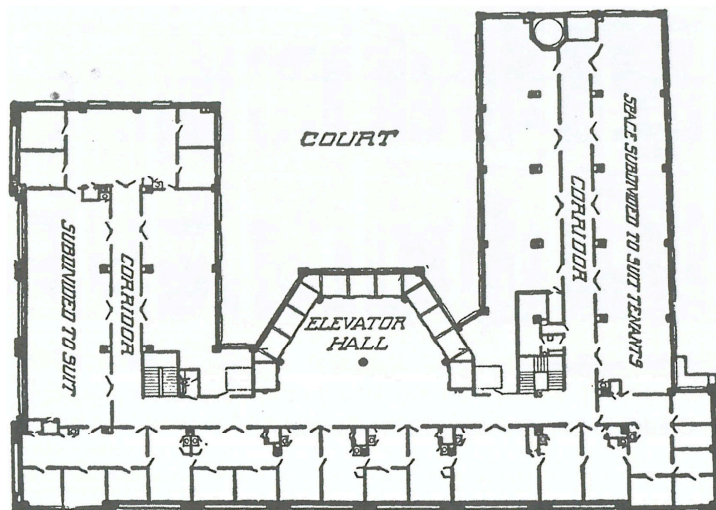 COURT
SUBDIVIDED TO SUIT
CORRIDOR
ELEVATOR
HALL
CORRIDOR
SPACE SUBDIVIDED TO SUIT TENANTS